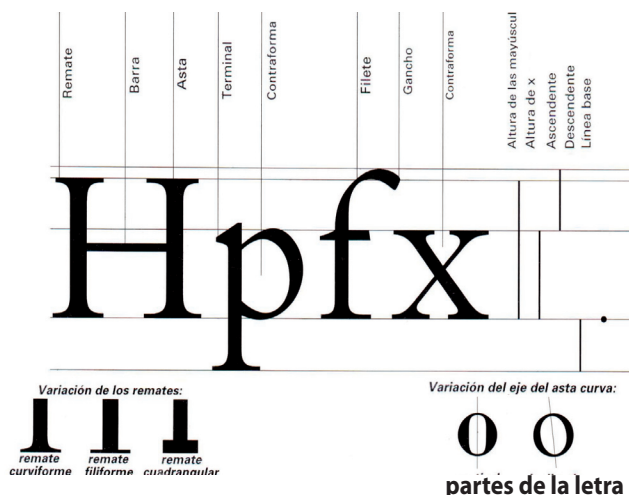 Remate
Barra
Asta
Terminal
Contraforma
Filete
Gancho
Contraforma
Altura de las mayúscul
Altura de x
Ascendente
Descendente
Línea base
Hpfx
Variación de los remates:
remate curviforme
remate filiforme
remate cuadrangular
Variación del eje del asta curva:
o o
partes de la letra